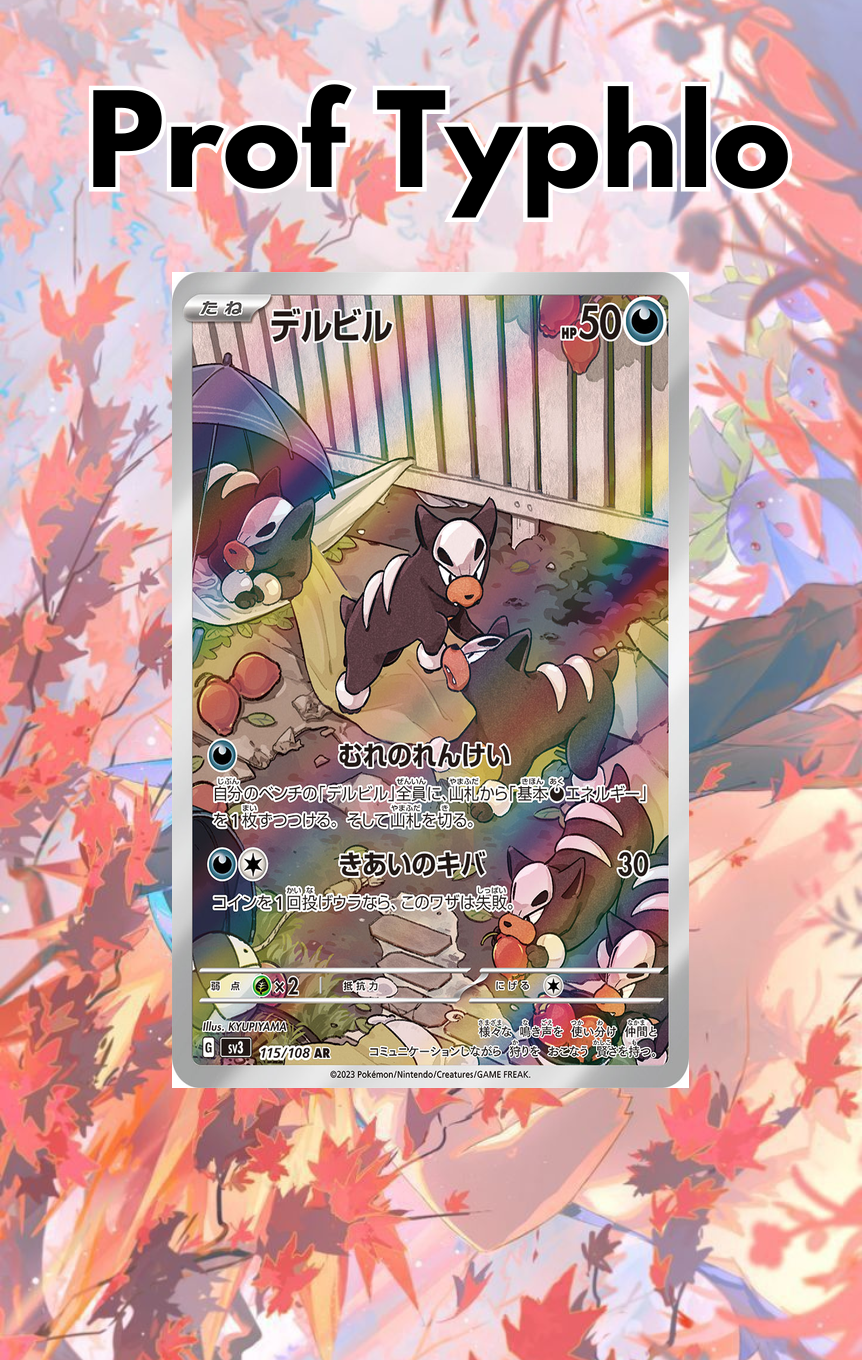 Prof Typhlo
たね
デルビル
HP50
むれのれんけい
自分のベンチの「デルビル」全員に、山札から「基本エネルギー」
を1枚ずつつける。そして山札を切る。
きあいのキバ 30
コインを1回投げウラなら、このワザは失敗。
弱点 ×2 抵抗力 にげる
Illus. KYUPIYAMA
様々な 鳴き声を 使い分け 仲間と
G sv3 115/108 AR
コミュニケーションしながら 狩りを おこなう 賢さを持つ。
©2023 Pokémon/Nintendo/Creatures/GAME FREAK.